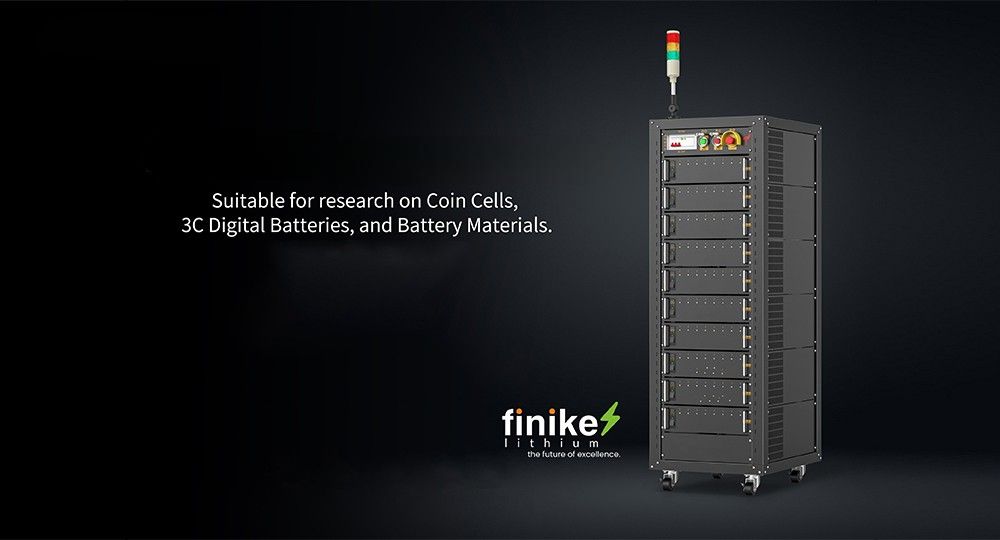 Suitable for research on Coin Cells,
3C Digital Batteries, and Battery Materials.
finike
lithium
the future of excellence.